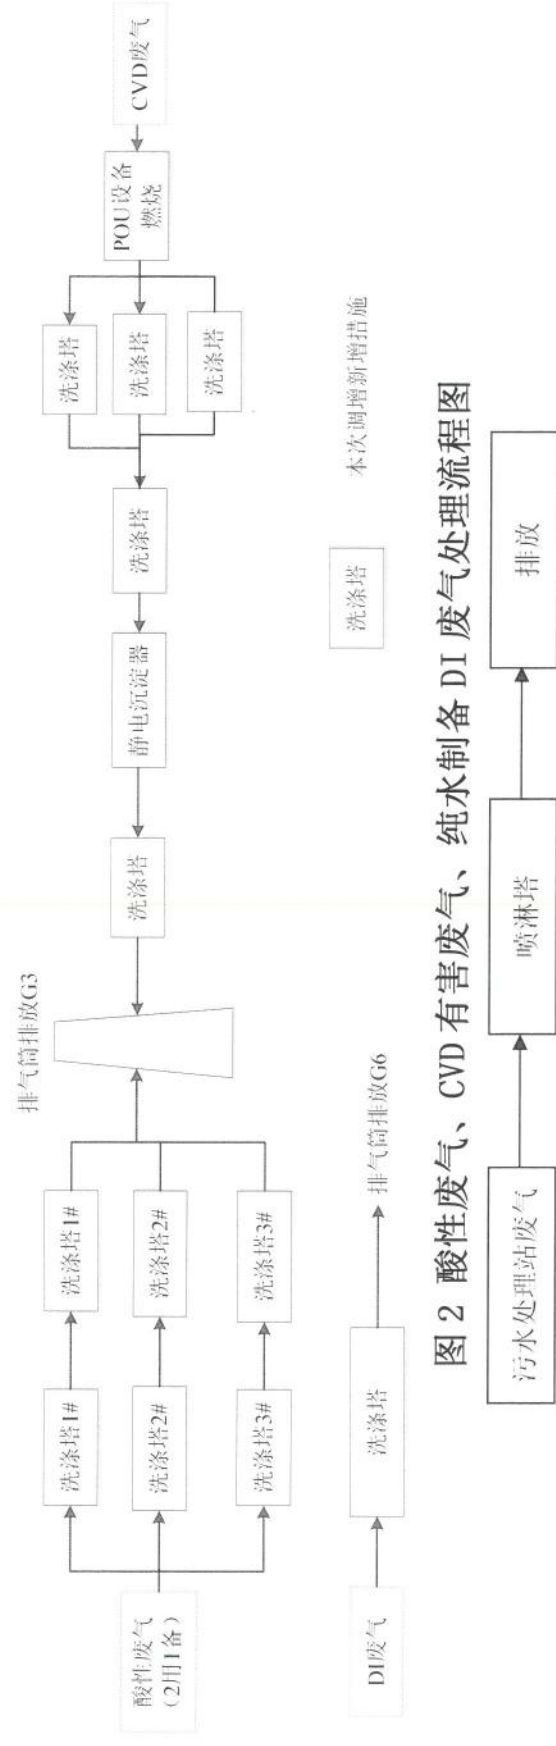 酸性废气
(2用1备)
洗涤塔1#
洗涤塔1#
洗涤塔2#
洗涤塔2#
洗涤塔3#
洗涤塔3#
排气筒排放G3
洗涤塔
静电沉淀器
洗涤塔
洗涤塔
洗涤塔
洗涤塔
POU设备
燃烧
CVD废气
DI废气
洗涤塔
排气筒排放G6
洗涤塔
本次调增新增措施
图 2 酸性废气、CVD 有害废气、纯水制备 DI 废气处理流程图
污水处理站废气
喷淋塔
排放